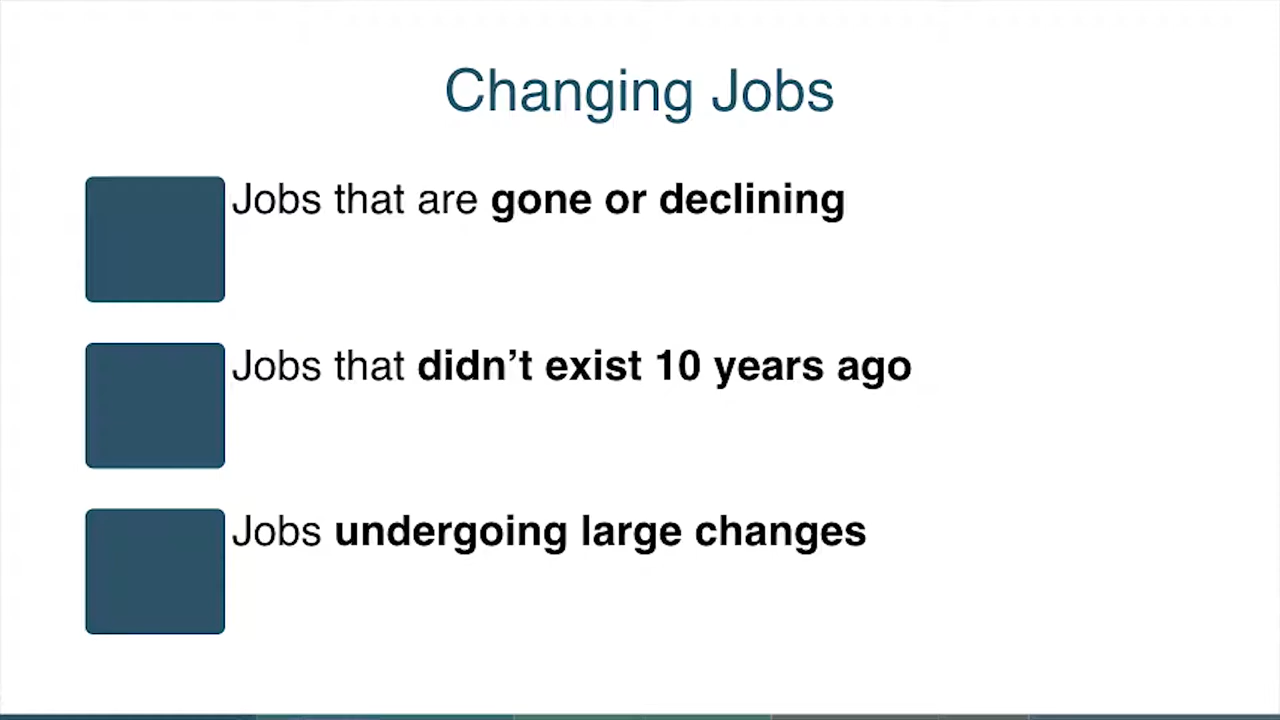 Changing Jobs
Jobs that are gone or declining
Jobs that didn’t exist 10 years ago
Jobs undergoing large changes